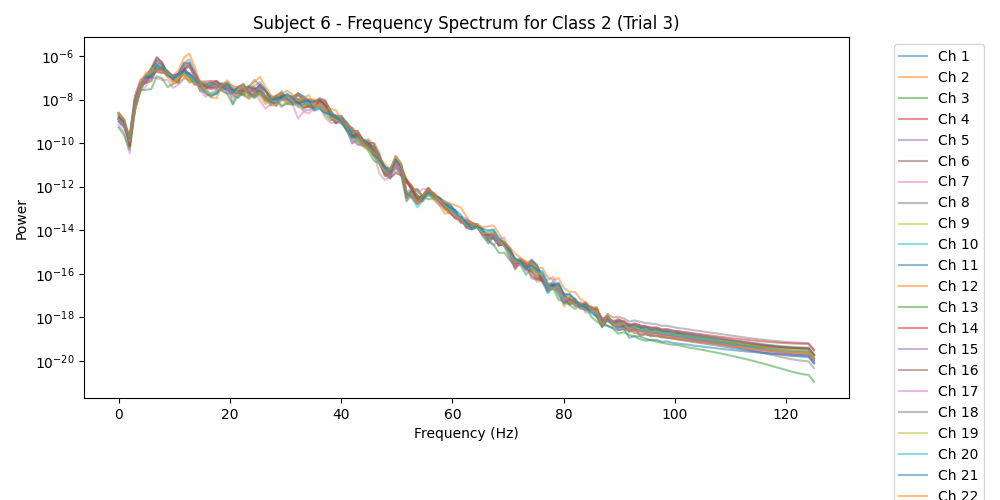 Subject 6 - Frequency Spectrum for Class 2 (Trial 3)
Power
10^-6
10^-8
10^-10
10^-12
10^-14
10^-16
10^-18
10^-20
0 20 40 60 80 100 120
Frequency (Hz)
Ch 1
Ch 2
Ch 3
Ch 4
Ch 5
Ch 6
Ch 7
Ch 8
Ch 9
Ch 10
Ch 11
Ch 12
Ch 13
Ch 14
Ch 15
Ch 16
Ch 17
Ch 18
Ch 19
Ch 20
Ch 21
Ch 22